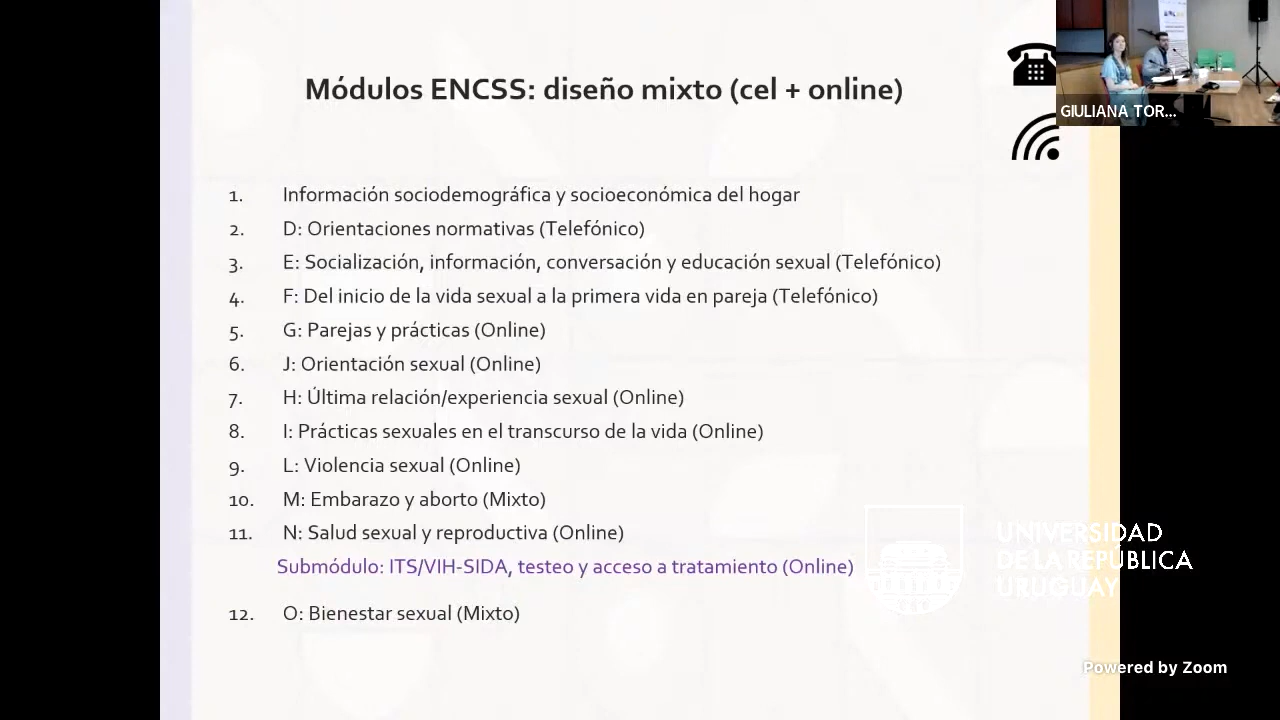 Módulos ENCSS: diseño mixto (cel + online)
GIULIANA TOR...
1. Información sociodemográfica y socioeconómica del hogar
2. D: Orientaciones normativas (Telefónico)
3. E: Socialización, información, conversación y educación sexual (Telefónico)
4. F: Del inicio de la vida sexual a la primera vida en pareja (Telefónico)
5. G: Parejas y prácticas (Online)
6. J: Orientación sexual (Online)
7. H: Última relación/experiencia sexual (Online)
8. I: Prácticas sexuales en el transcurso de la vida (Online)
9. L: Violencia sexual (Online)
10. M: Embarazo y aborto (Mixto)
11. N: Salud sexual y reproductiva (Online)
Submódulo: ITS/VIH-SIDA, testeo y acceso a tratamiento (Online)
12. O: Bienestar sexual (Mixto)
UNIVERSIDAD
DE LA REPÚBLICA
URUGUAY
Powered by Zoom